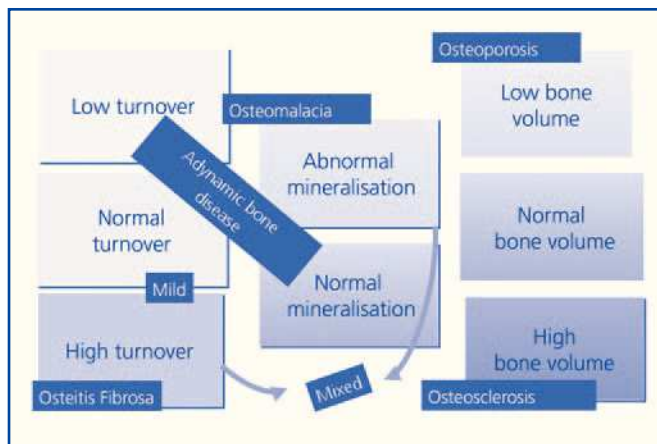 Osteoporosis
Low turnover
Osteomalacia
Low bone
volume
Adynamic bone
disease
Abnormal
mineralisation
Normal
turnover
Normal
bone volume
Mild
Normal
mineralisation
High turnover
High
bone volume
Mixed
Osteitis Fibrosa
Osteosclerosis